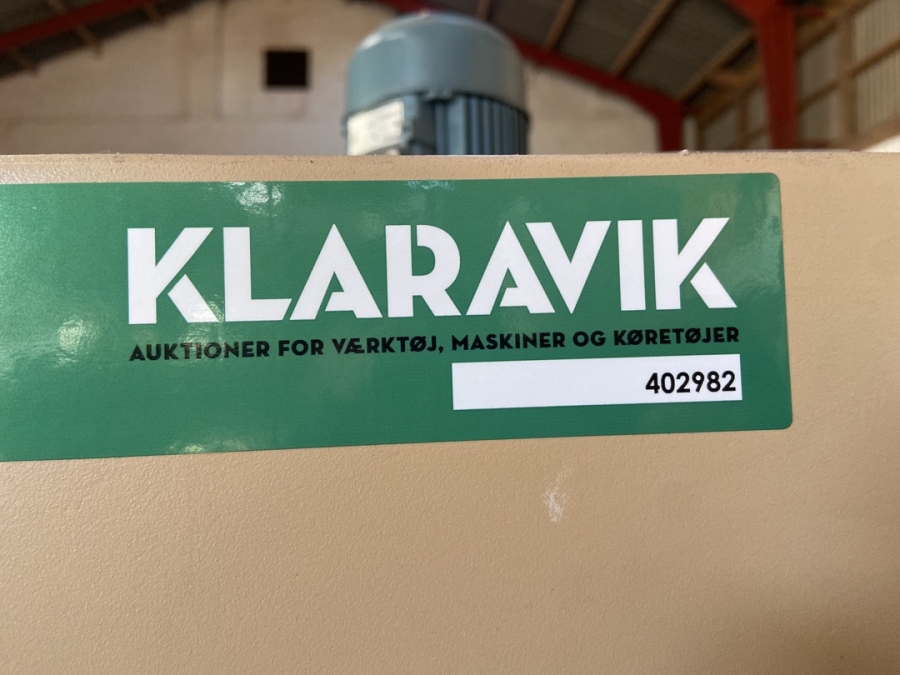 KLARAVIK
AUKTIONER FOR VÆRKTØJ, MASKINER OG KØRETØJER
402982